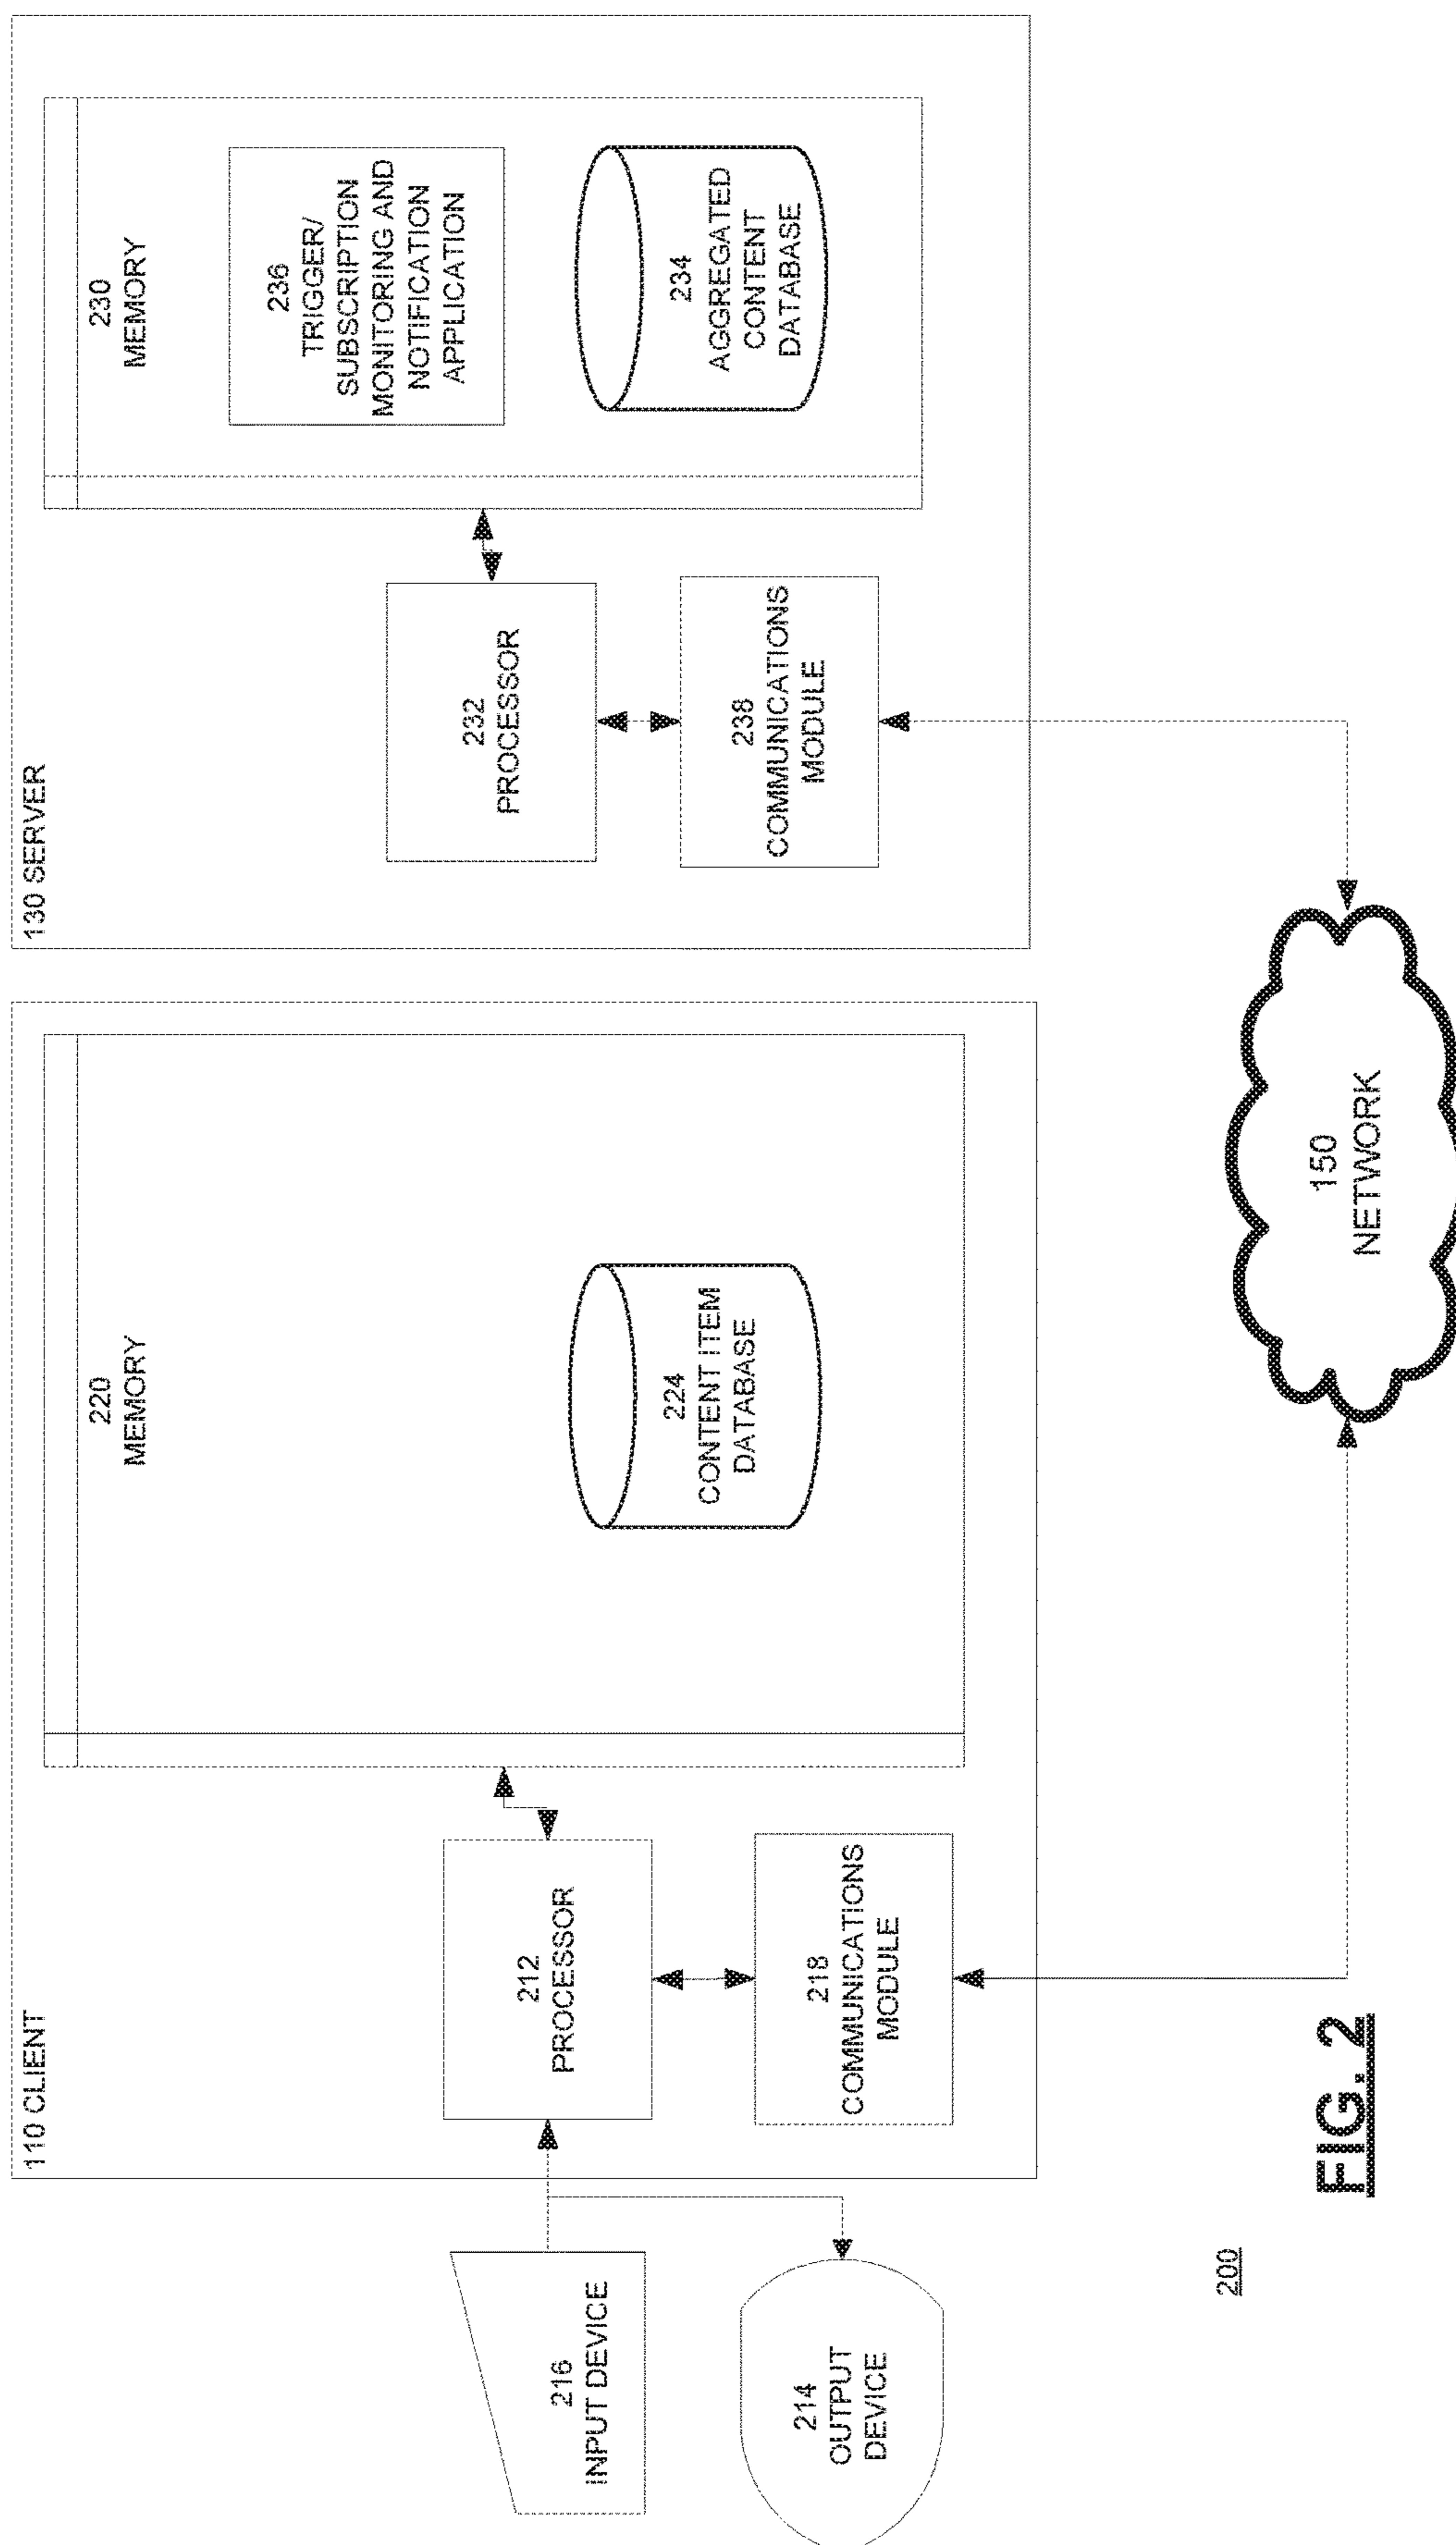 110 CLIENT
220
MEMORY
224
CONTENT ITEM
DATABASE
212
PROCESSOR
218
COMMUNICATIONS
MODULE
216
INPUT DEVICE
214
OUTPUT
DEVICE
130 SERVER
230
MEMORY
236
TRIGGER/
SUBSCRIPTION
MONITORING AND
NOTIFICATION
APPLICATION
234
AGGREGATED
CONTENT
DATABASE
232
PROCESSOR
238
COMMUNICATIONS
MODULE
150
NETWORK
200
FIG. 2